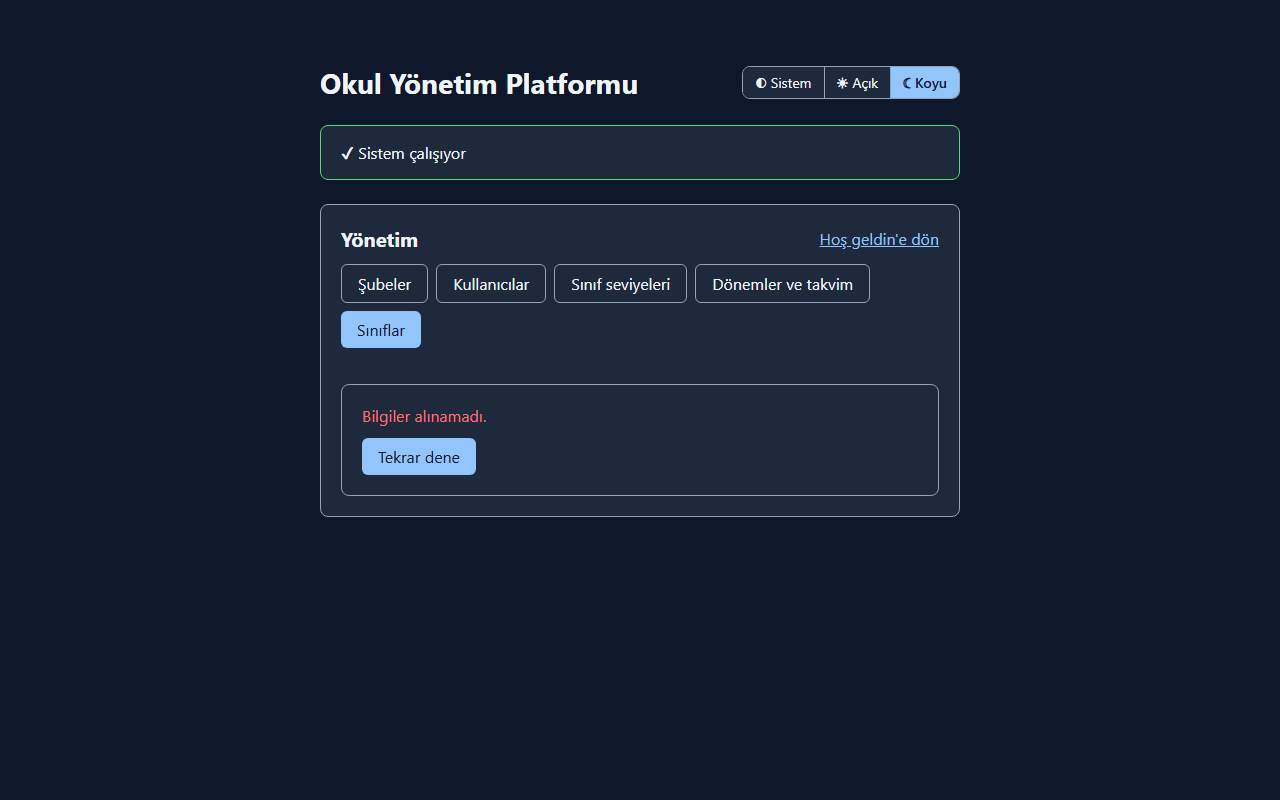 Okul Yönetim Platformu
◐ Sistem ☀ Açık ☾ Koyu
✔ Sistem çalışıyor
Yönetim
Hoş geldin'e dön
Şubeler Kullanıcılar Sınıf seviyeleri Dönemler ve takvim
Sınıflar
Bilgiler alınamadı.
Tekrar dene